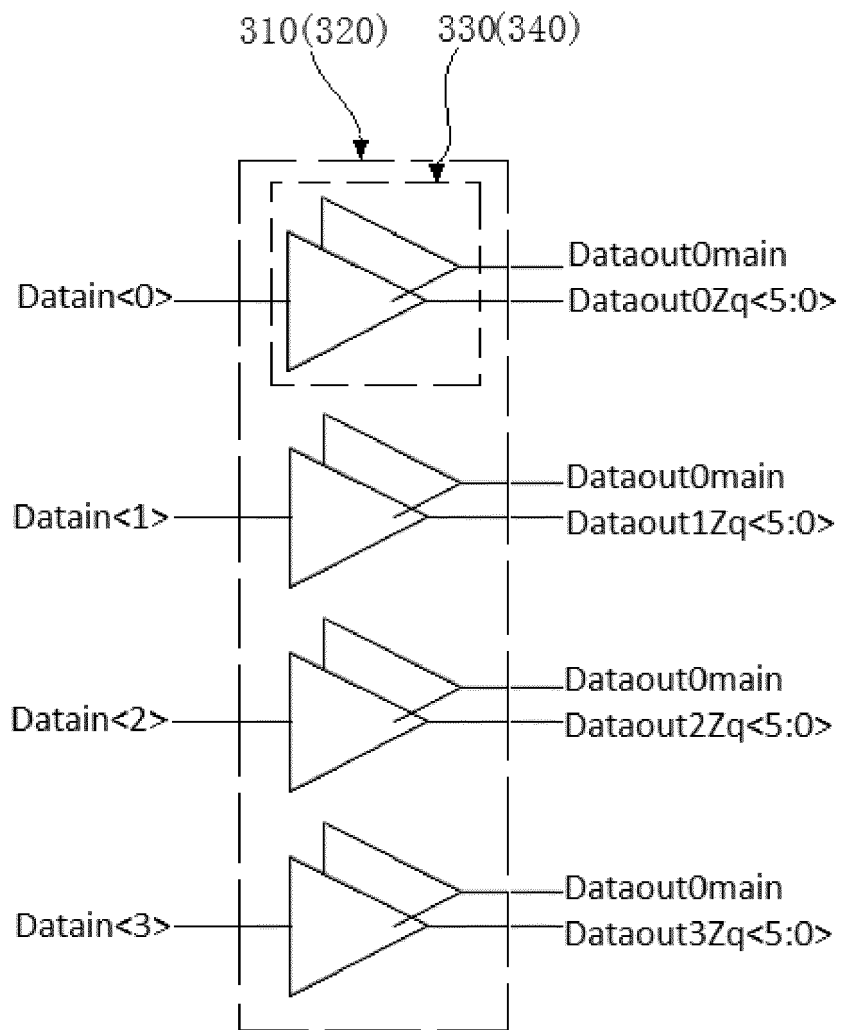 310(320) 330(340)
Dataout0main
Datain<0>
Dataout0Zq<5:0>
Dataout0main
Datain<1>
Dataout1Zq<5:0>
Dataout0main
Datain<2>
Dataout2Zq<5:0>
Dataout0main
Datain<3>
Dataout3Zq<5:0>